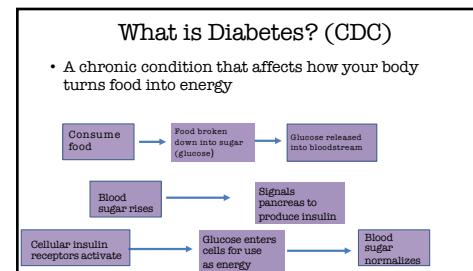 What is Diabetes? (CDC)
• A chronic condition that affects how your body
turns food into energy
Consume
food
Food broken
down into sugar
(glucose)
Glucose released
into bloodstream
Blood
sugar rises
Signals
pancreas to
produce insulin
Cellular insulin
receptors activate
Glucose enters
cells for use
as energy
Blood
sugar
normalizes